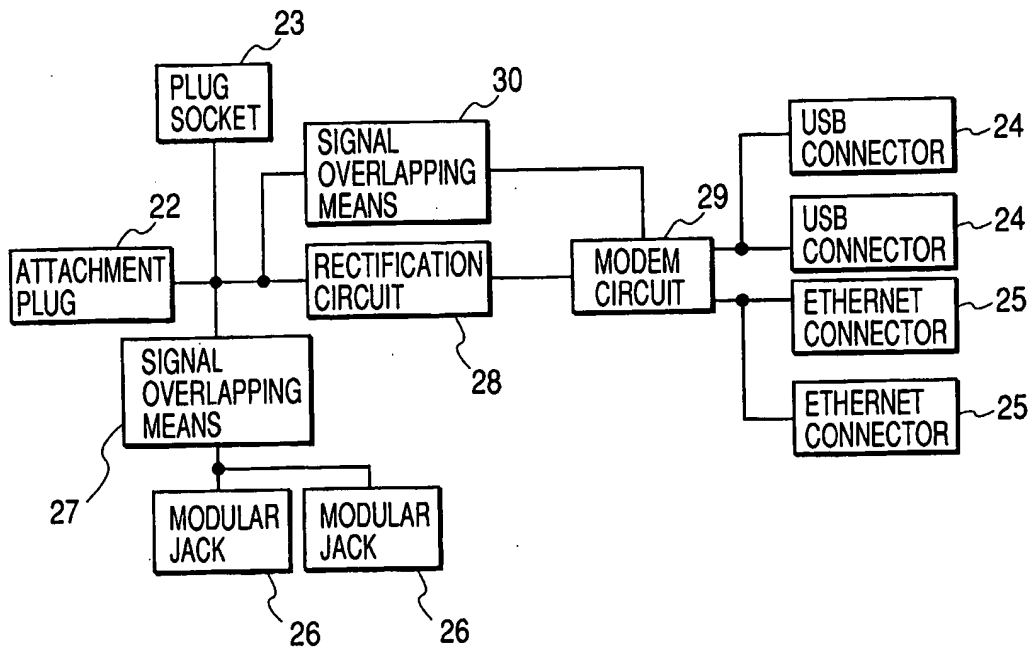 23
PLUG
SOCKET
30
SIGNAL
OVERLAPPING
MEANS
USB
CONNECTOR
24
22
ATTACHMENT
PLUG
RECTIFICATION
CIRCUIT
28
29
MODEM
CIRCUIT
USB
CONNECTOR
24
ETHERNET
CONNECTOR
25
ETHERNET
CONNECTOR
25
SIGNAL
OVERLAPPING
MEANS
27
MODULAR
JACK
26
MODULAR
JACK
26